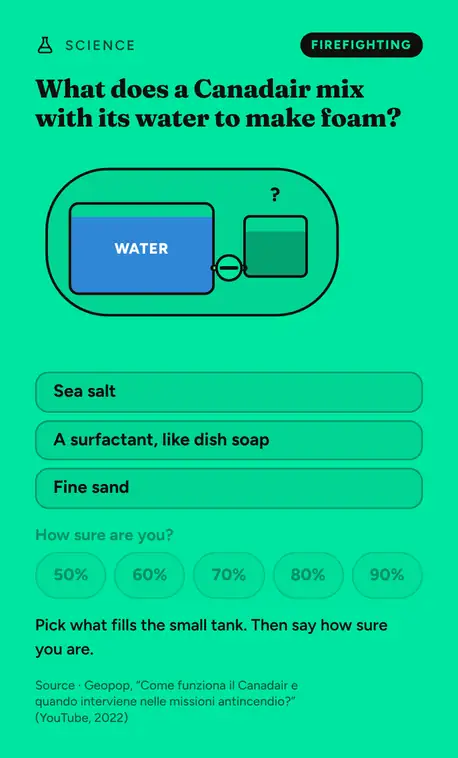 SCIENCE
FIREFIGHTING
What does a Canadair mix
with its water to make foam?
?
WATER
Sea salt
A surfactant, like dish soap
Fine sand
How sure are you?
50% 60% 70% 80% 90%
Pick what fills the small tank. Then say how sure
you are.
Source · Geopop, “Come funziona il Canadair e
quando interviene nelle missioni antincendio?”
(YouTube, 2022)